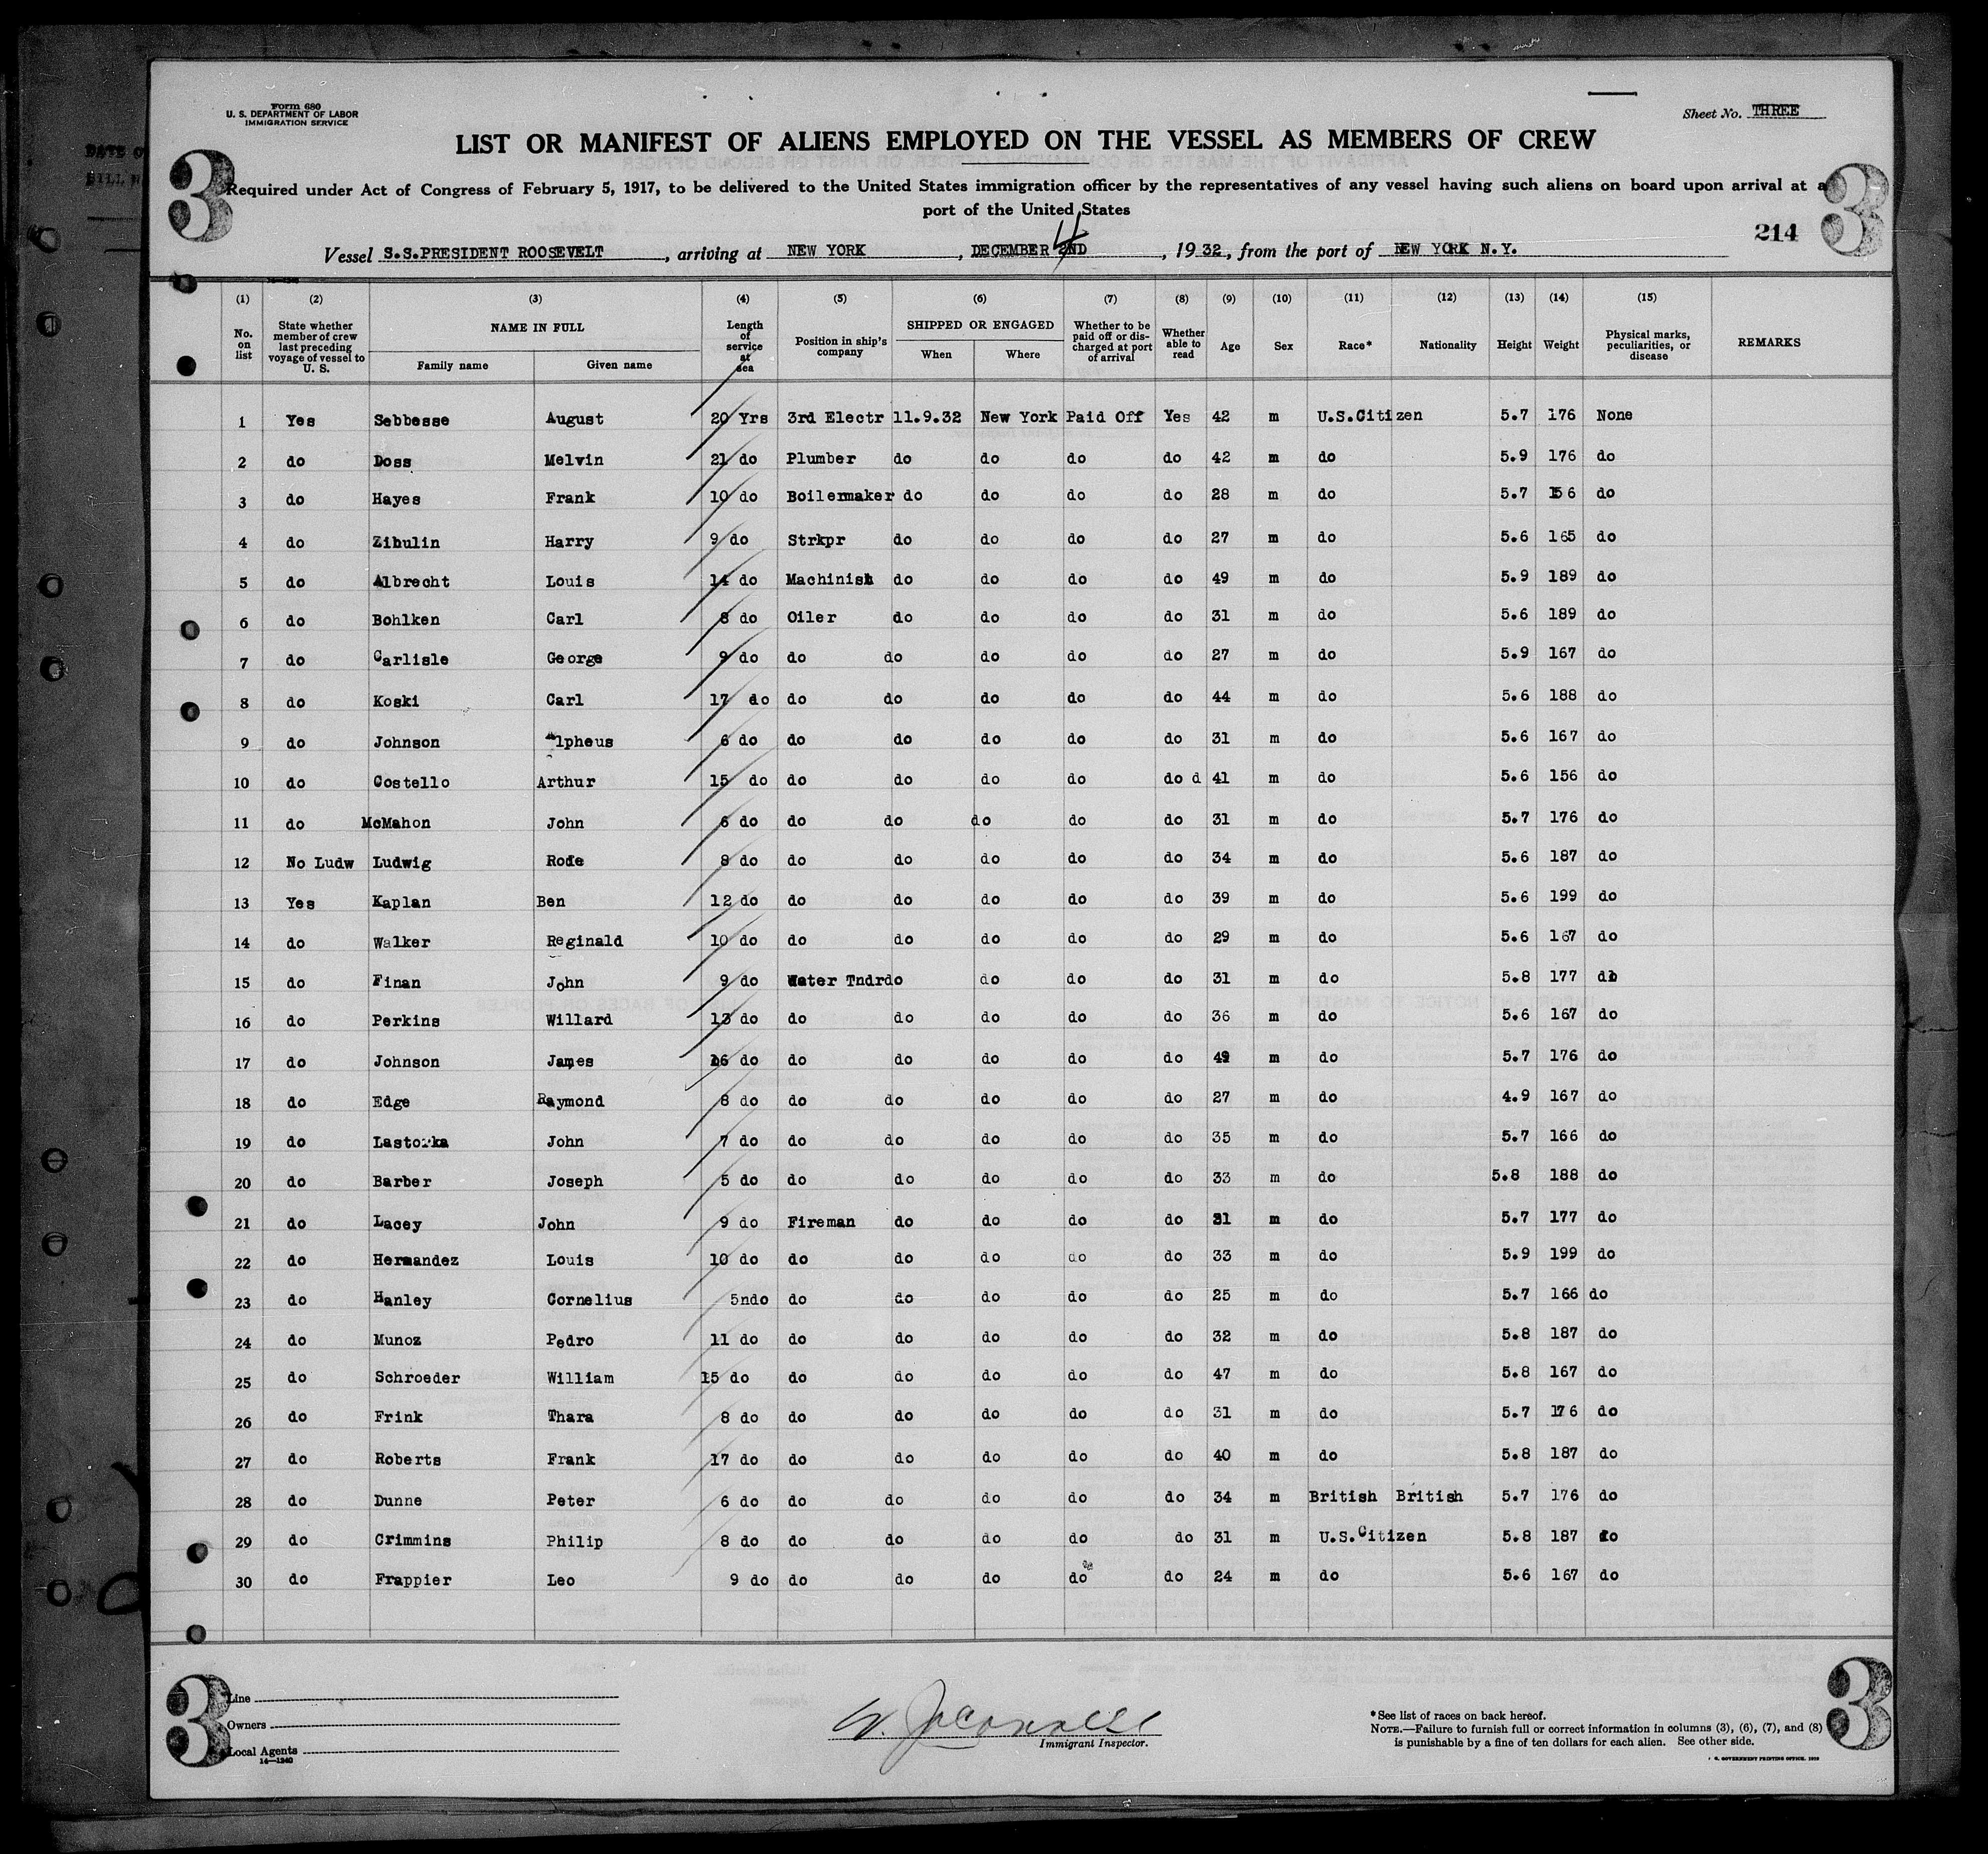 Form 680
U. S. DEPARTMENT OF LABOR
IMMIGRATION SERVICE
Sheet No. THREE
LIST OR MANIFEST OF ALIENS EMPLOYED ON THE VESSEL AS MEMBERS OF CREW
3 3
Required under Act of Congress of February 5, 1917, to be delivered to the United States immigration officer by the representatives of any vessel having such aliens on board upon arrival at a
port of the United States
214
4
Vessel S.S.PRESIDENT ROOSEVELT, arriving at NEW YORK, DECEMBER 2ND, 1932, from the port of NEW YORK N.Y.
(1) (2) (3) (4) (5) (6) (7) (8) (9) (10) (11) (12) (13) (14) (15)
No. on list State whether member of crew last preceding voyage of vessel to U. S. NAME IN FULL Family name Given name Length of service at sea Position in ship's company SHIPPED OR ENGAGED When Where Whether to be paid off or discharged at port of arrival Whether able to read Age Sex Race* Nationality Height Weight Physical marks, peculiarities, or disease REMARKS
1 Yes Sebbesse August 20 Yrs 3rd Electr 11.9.32 New York Paid Off Yes 42 m U.S.Citizen 5.7 176 None
2 do Doss Melvin 21 do Plumber do do do do 42 m do 5.9 176 do
3 do Hayes Frank 10 do Boilermaker do do do do 28 m do 5.7 156 do
4 do Zibulin Harry 9 do Strkpr do do do do 27 m do 5.6 165 do
5 do Albrecht Louis 14 do Machinist do do do do 49 m do 5.9 189 do
6 do Bohlken Carl 8 do Oiler do do do do 31 m do 5.6 189 do
7 do Carlisle George 9 do do do do do do 27 m do 5.9 167 do
8 do Koski Carl 17 do do do do do do 44 m do 5.6 188 do
9 do Johnson Alpheus 6 do do do do do do 31 m do 5.6 167 do
10 do Costello Arthur 15 do do do do do do d 41 m do 5.6 156 do
11 do McMahon John 6 do do do do do do 31 m do 5.7 176 do
12 No Ludw Ludwig Rode 8 do do do do do do 34 m do 5.6 187 do
13 Yes Kaplan Ben 12 do do do do do do 39 m do 5.6 199 do
14 do Walker Reginald 10 do do do do do do 29 m do 5.6 167 do
15 do Finan John 9 do Water Tndrdo do do do 31 m do 5.8 177 do
16 do Perkins Willard 13 do do do do do do 36 m do 5.6 167 do
17 do Johnson James 16 do do do do do do 49 m do 5.7 176 do
18 do Edge Raymond 8 do do do do do do 27 m do 4.9 167 do
19 do Lastorka John 7 do do do do do do 35 m do 5.7 166 do
20 do Barber Joseph 5 do do do do do do 33 m do 5.8 188 do
21 do Lacey John 9 do Fireman do do do do 31 m do 5.7 177 do
22 do Hernandez Louis 10 do do do do do do 33 m do 5.9 199 do
23 do Hanley Cornelius 5ndo do do do do do 25 m do 5.7 166 do
24 do Munoz Pedro 11 do do do do do do 32 m do 5.8 187 do
25 do Schroeder William 15 do do do do do do 47 m do 5.8 167 do
26 do Frink Thara 8 do do do do do do 31 m do 5.7 176 do
27 do Roberts Frank 17 do do do do do do 40 m do 5.8 187 do
28 do Dunne Peter 6 do do do do do do 34 m British British 5.7 176 do
29 do Crimmins Philip 8 do do do do do do 31 m U.S.Citizen 5.8 187 do
30 do Frappier Leo 9 do do do do do do 24 m do 5.6 167 do
3 3
Line
Owners
Local Agents
14—1240
Immigrant Inspector.
*See list of races on back hereof.
NOTE.—Failure to furnish full or correct information in columns (3), (6), (7), and (8)
is punishable by a fine of ten dollars for each alien. See other side.